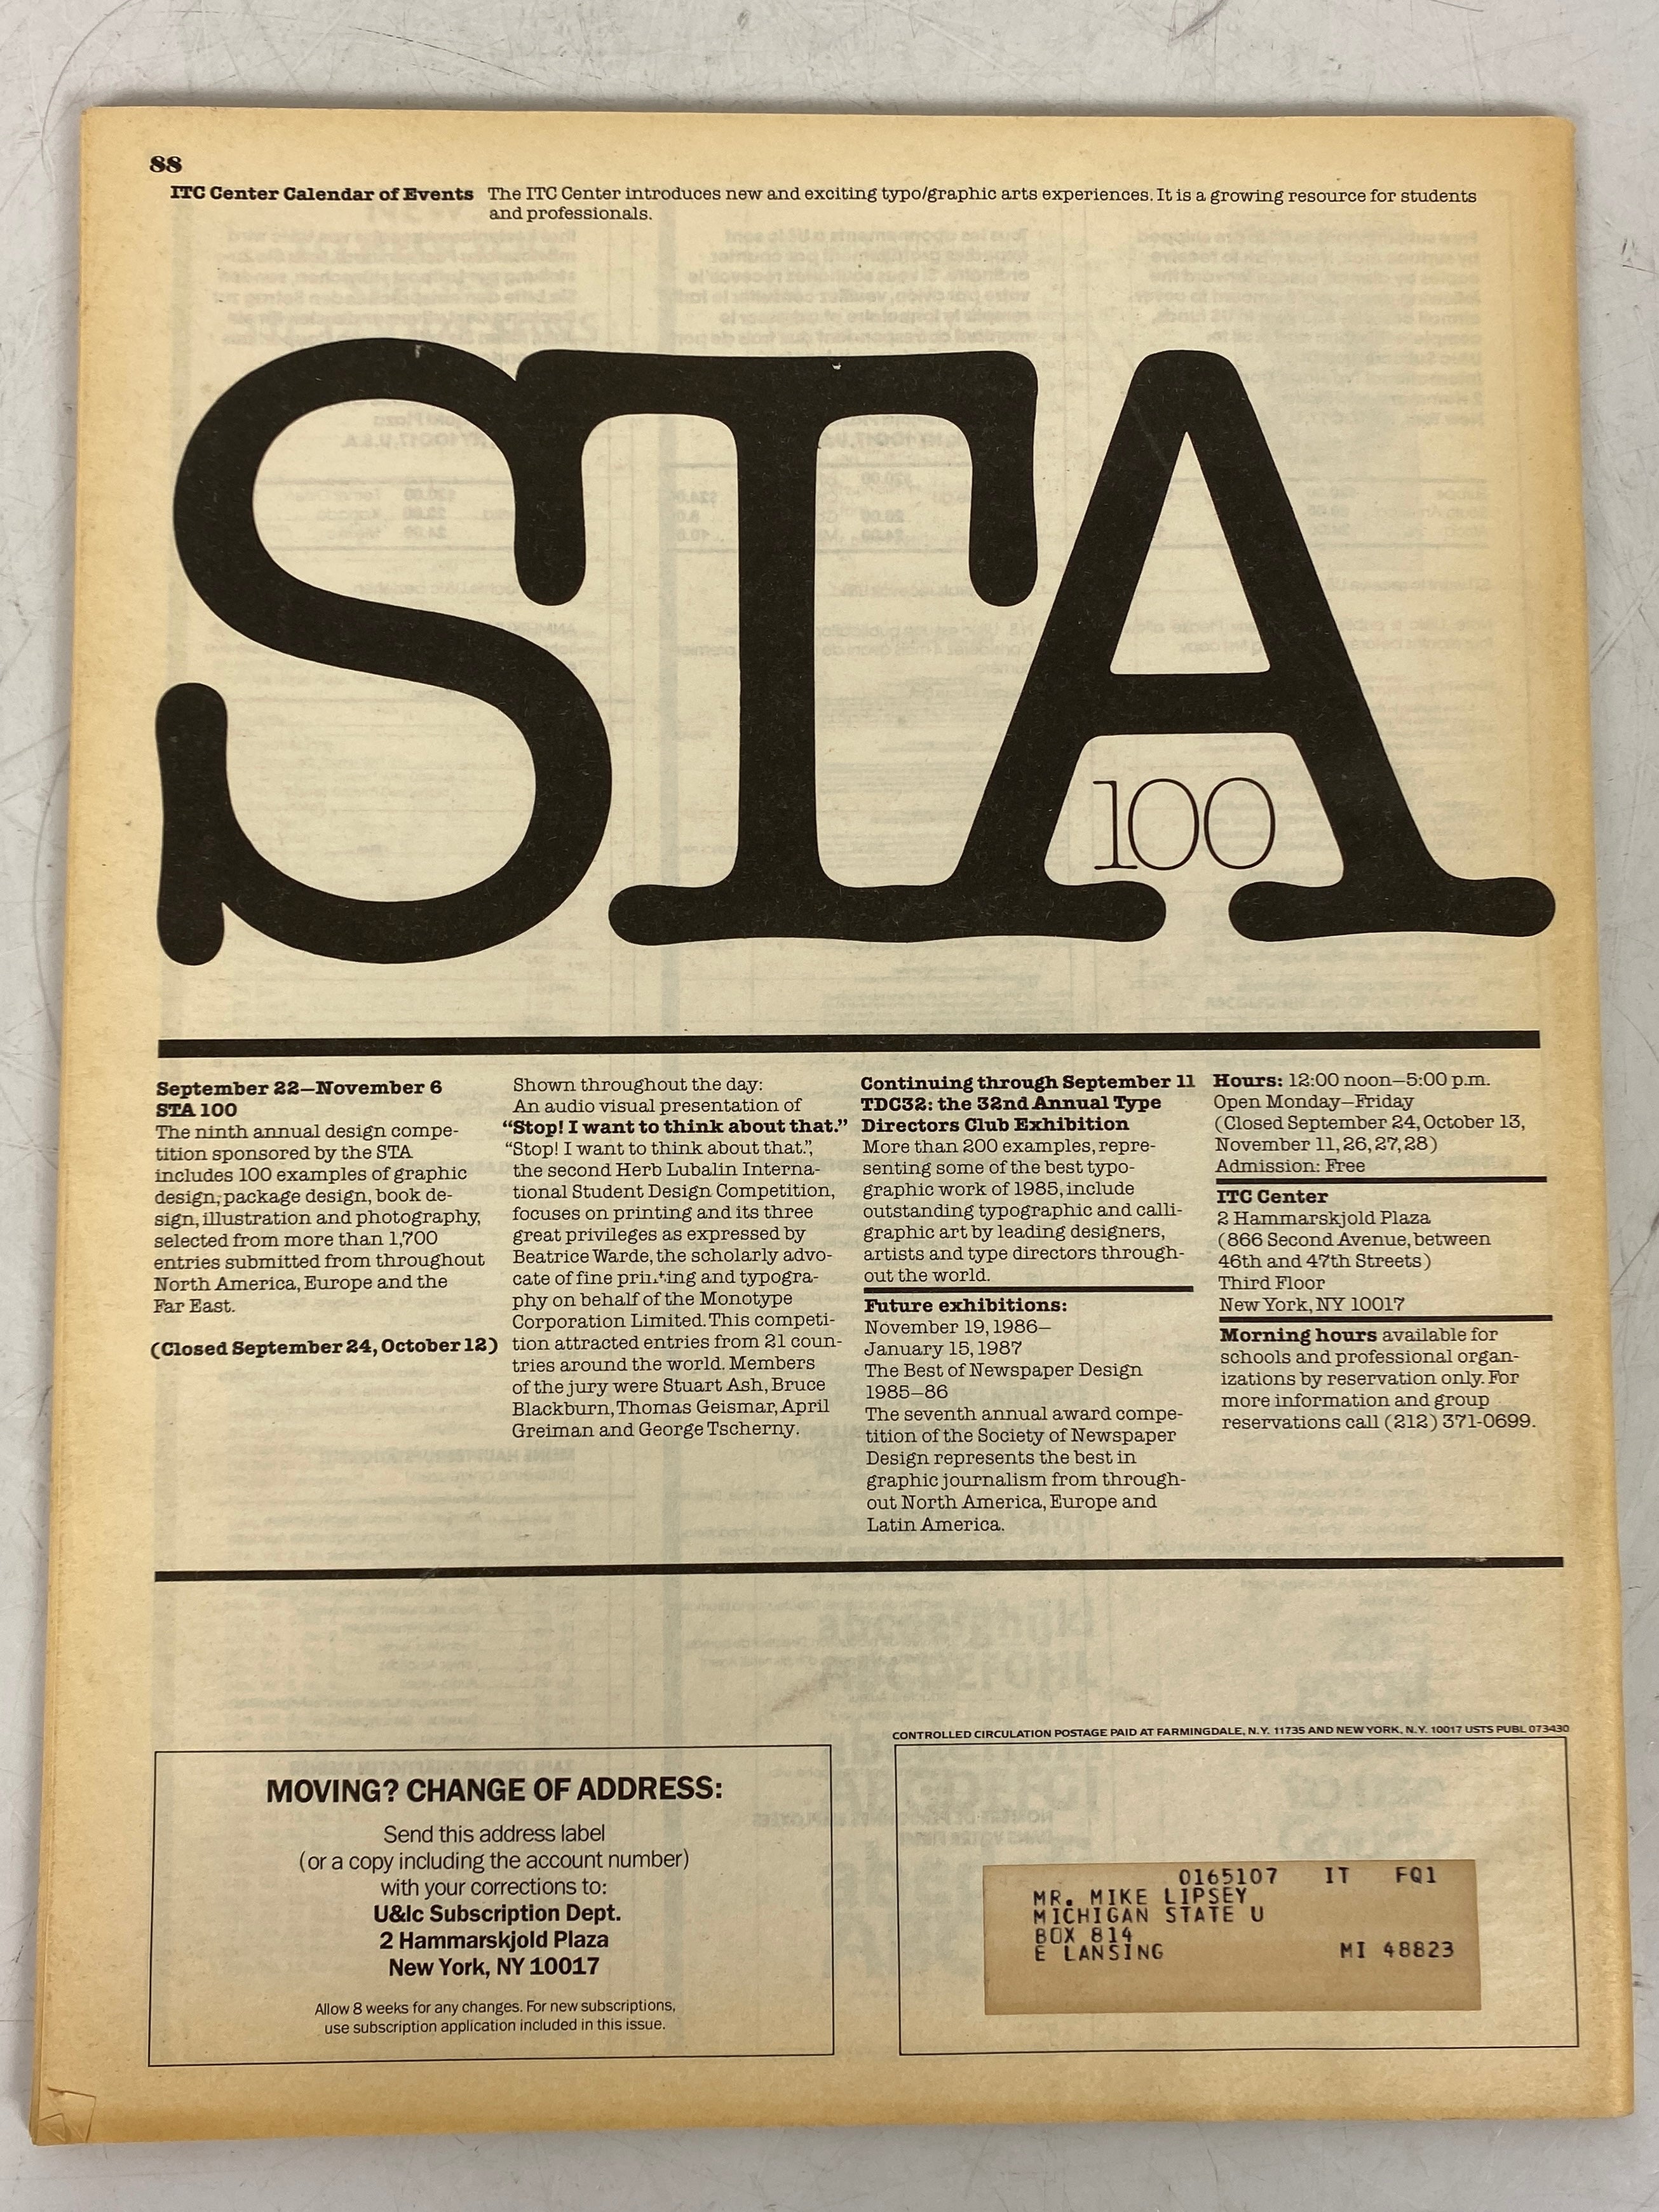 88
ITC Center Calendar of Events The ITC Center introduces new and exciting typo/graphic arts experiences. It is a growing resource for students
and professionals.
STA
100
September 22–November 6
STA 100
The ninth annual design compe-
tition sponsored by the STA
includes 100 examples of graphic
design, package design, book de-
sign, illustration and photography,
selected from more than 1,700
entries submitted from throughout
North America, Europe and the
Far East.
(Closed September 24, October 12)
Shown throughout the day:
An audio visual presentation of
“Stop! I want to think about that.”
“Stop! I want to think about that.”,
the second Herb Lubalin Interna-
tional Student Design Competition,
focuses on printing and its three
great privileges as expressed by
Beatrice Warde, the scholarly advo-
cate of fine printing and typogra-
phy on behalf of the Monotype
Corporation Limited. This competi-
tion attracted entries from 21 coun-
tries around the world. Members
of the jury were Stuart Ash, Bruce
Blackburn, Thomas Geismar, April
Greiman and George Tscherny.
Continuing through September 11
TDC32: the 32nd Annual Type
Directors Club Exhibition
More than 200 examples, repre-
senting some of the best typo-
graphic work of 1985, include
outstanding typographic and calli-
graphic art by leading designers,
artists and type directors through-
out the world.
Future exhibitions:
November 19, 1986–
January 15, 1987
The Best of Newspaper Design
1985–86
The seventh annual award compe-
tition of the Society of Newspaper
Design represents the best in
graphic journalism from through-
out North America, Europe and
Latin America.
Hours: 12:00 noon–5:00 p.m.
Open Monday–Friday
(Closed September 24, October 13,
November 11, 26, 27, 28)
Admission: Free
ITC Center
2 Hammarskjold Plaza
(866 Second Avenue, between
46th and 47th Streets)
Third Floor
New York, NY 10017
Morning hours available for
schools and professional organ-
izations by reservation only. For
more information and group
reservations call (212) 371-0699.
MOVING? CHANGE OF ADDRESS:
Send this address label
(or a copy including the account number)
with your corrections to:
U&lc Subscription Dept.
2 Hammarskjold Plaza
New York, NY 10017
Allow 8 weeks for any changes. For new subscriptions,
use subscription application included in this issue.
CONTROLLED CIRCULATION POSTAGE PAID AT FARMINGDALE, N.Y. 11735 AND NEW YORK, N.Y. 10017 USTS PUBL 073430
0165107 IT FQ1
MR. MIKE LIPSEY
MICHIGAN STATE U
BOX 814
E LANSING MI 48823